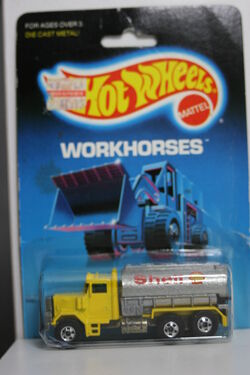 FOR AGES OVER 3
DIE CAST METAL!
Hot Wheels
MATTEL
WORKHORSES
Shell